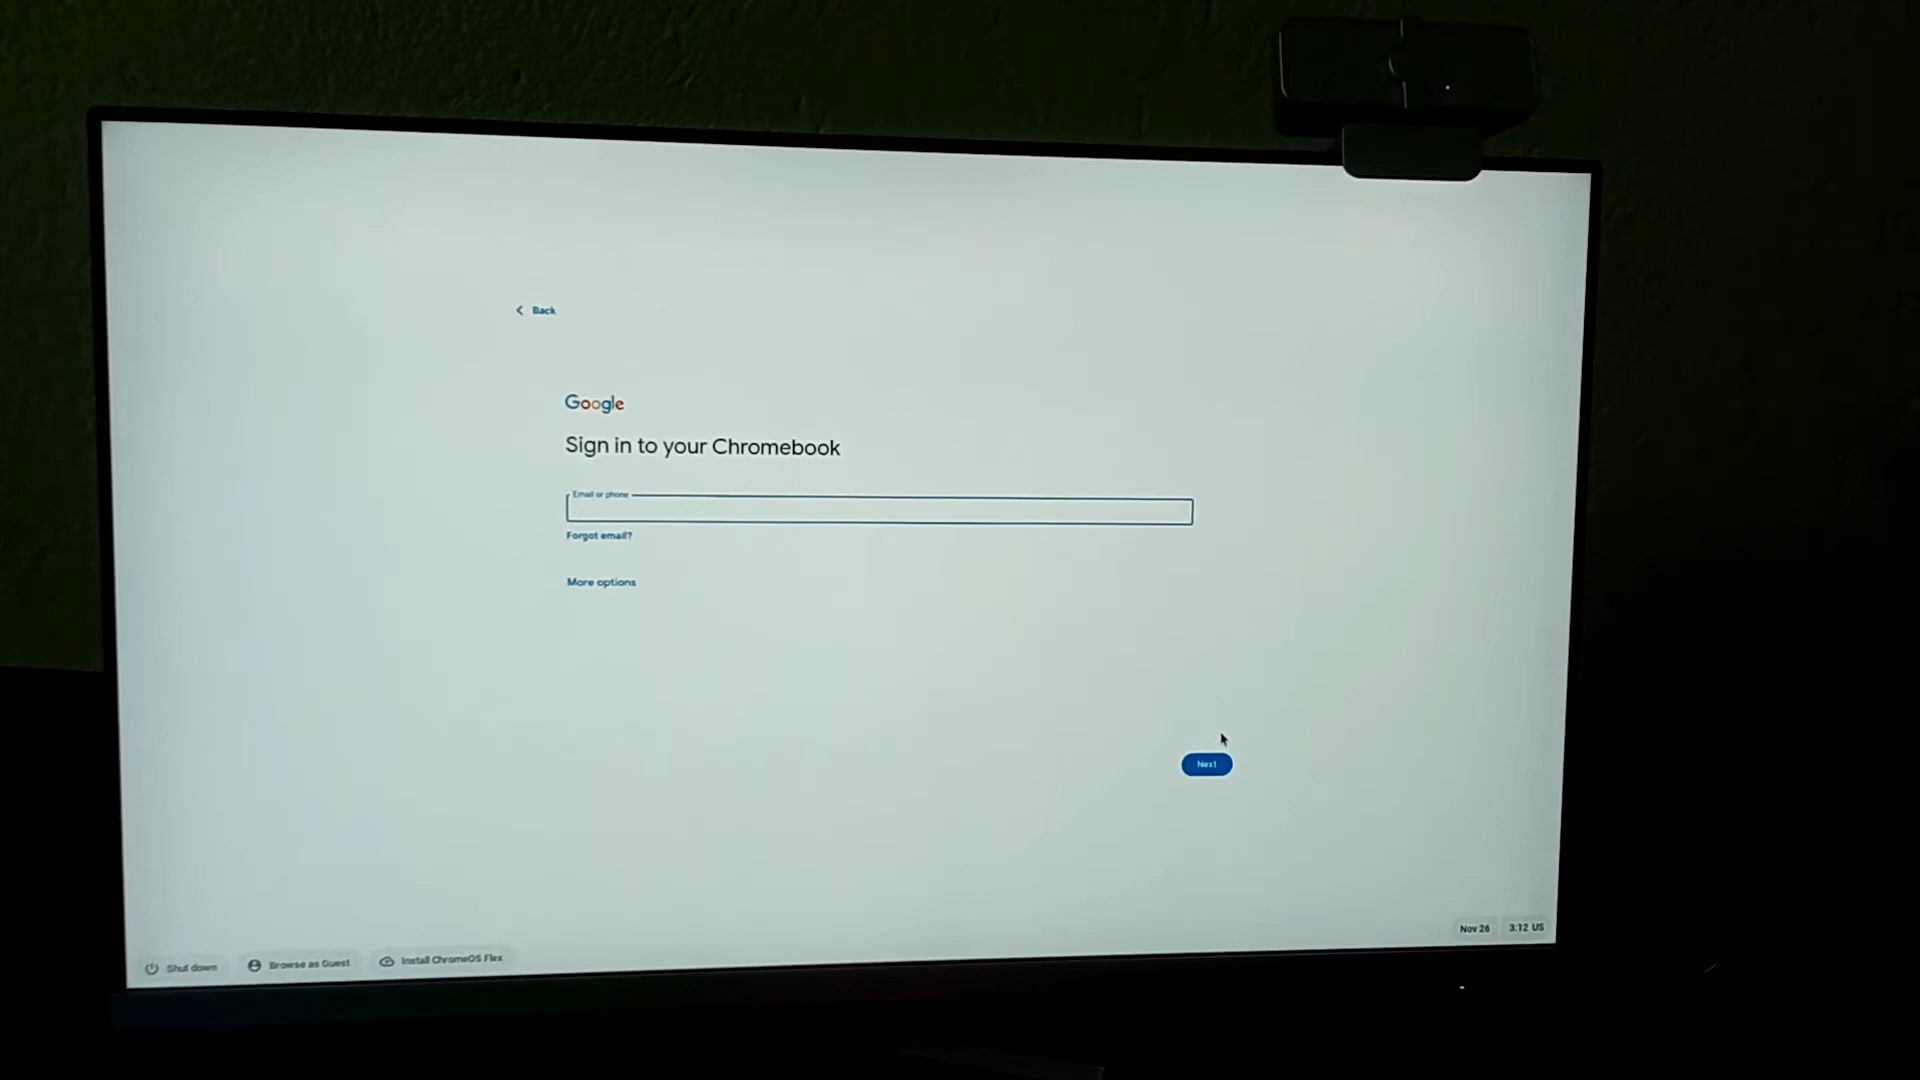 Back
Google
Sign in to your Chromebook
Email or phone
Forgot email?
More options
Next
Nov 26 3:12 US
Shut down Browse as Guest Install ChromeOS Flex